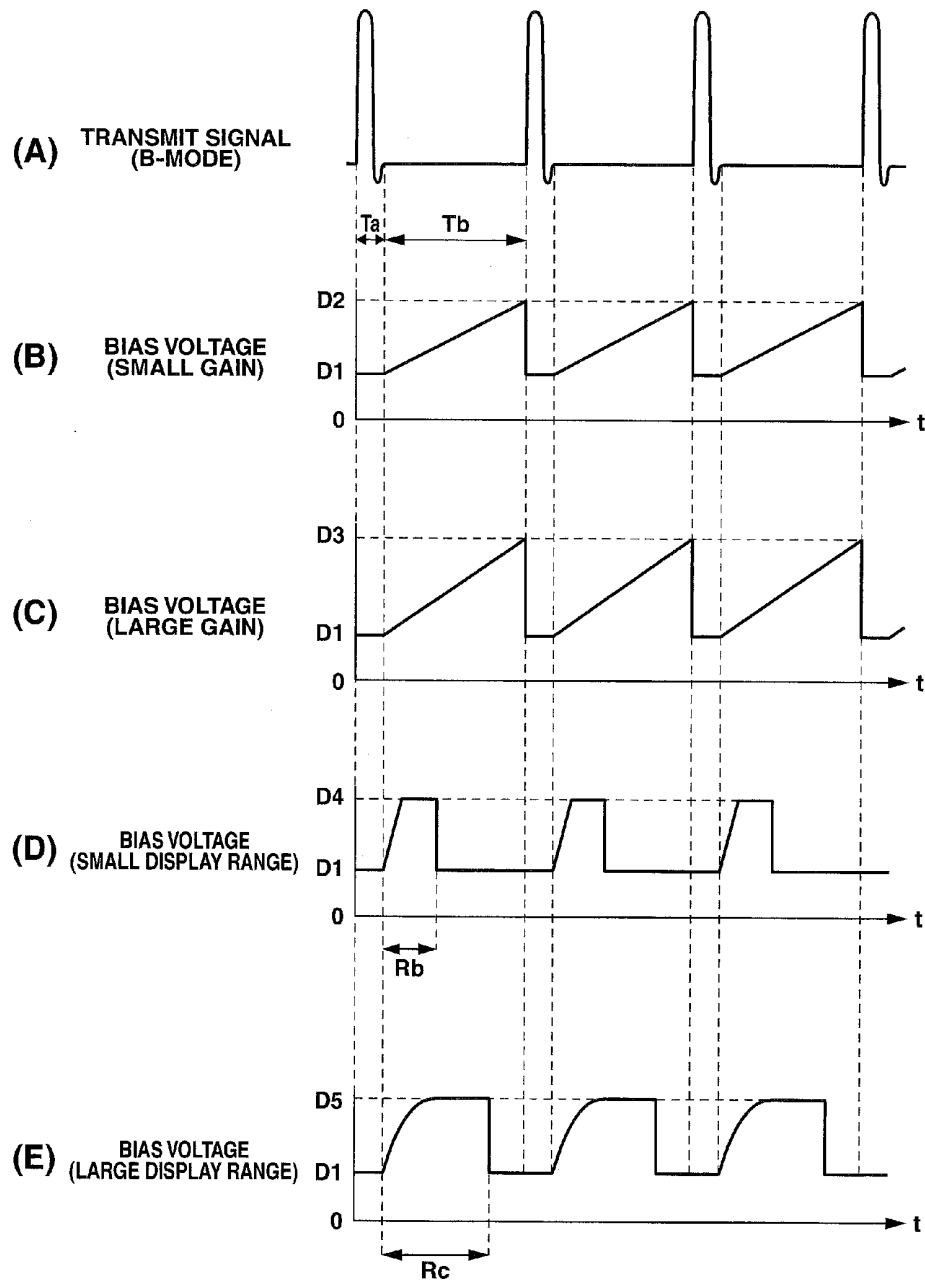 (A) TRANSMIT SIGNAL
(B-MODE)
Ta Tb
D2
(B) BIAS VOLTAGE
(SMALL GAIN)
D1
0 t
D3
(C) BIAS VOLTAGE
(LARGE GAIN)
D1
0 t
D4
(D) BIAS VOLTAGE
(SMALL DISPLAY RANGE)
D1
0 t
Rb
D5
(E) BIAS VOLTAGE
(LARGE DISPLAY RANGE)
D1
0 t
Rc